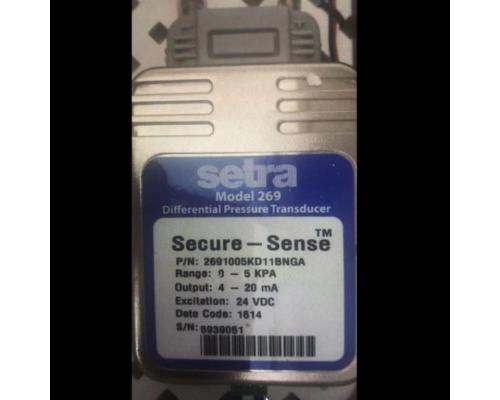 setra
Model 269
Differential Pressure Transducer
Secure – Sense™
P/N: 2691005KD11BNGA
Range: 0 – 5 KPA
Output: 4 – 20 mA
Excitation: 24 VDC
Date Code: 1614
S/N: 5939061